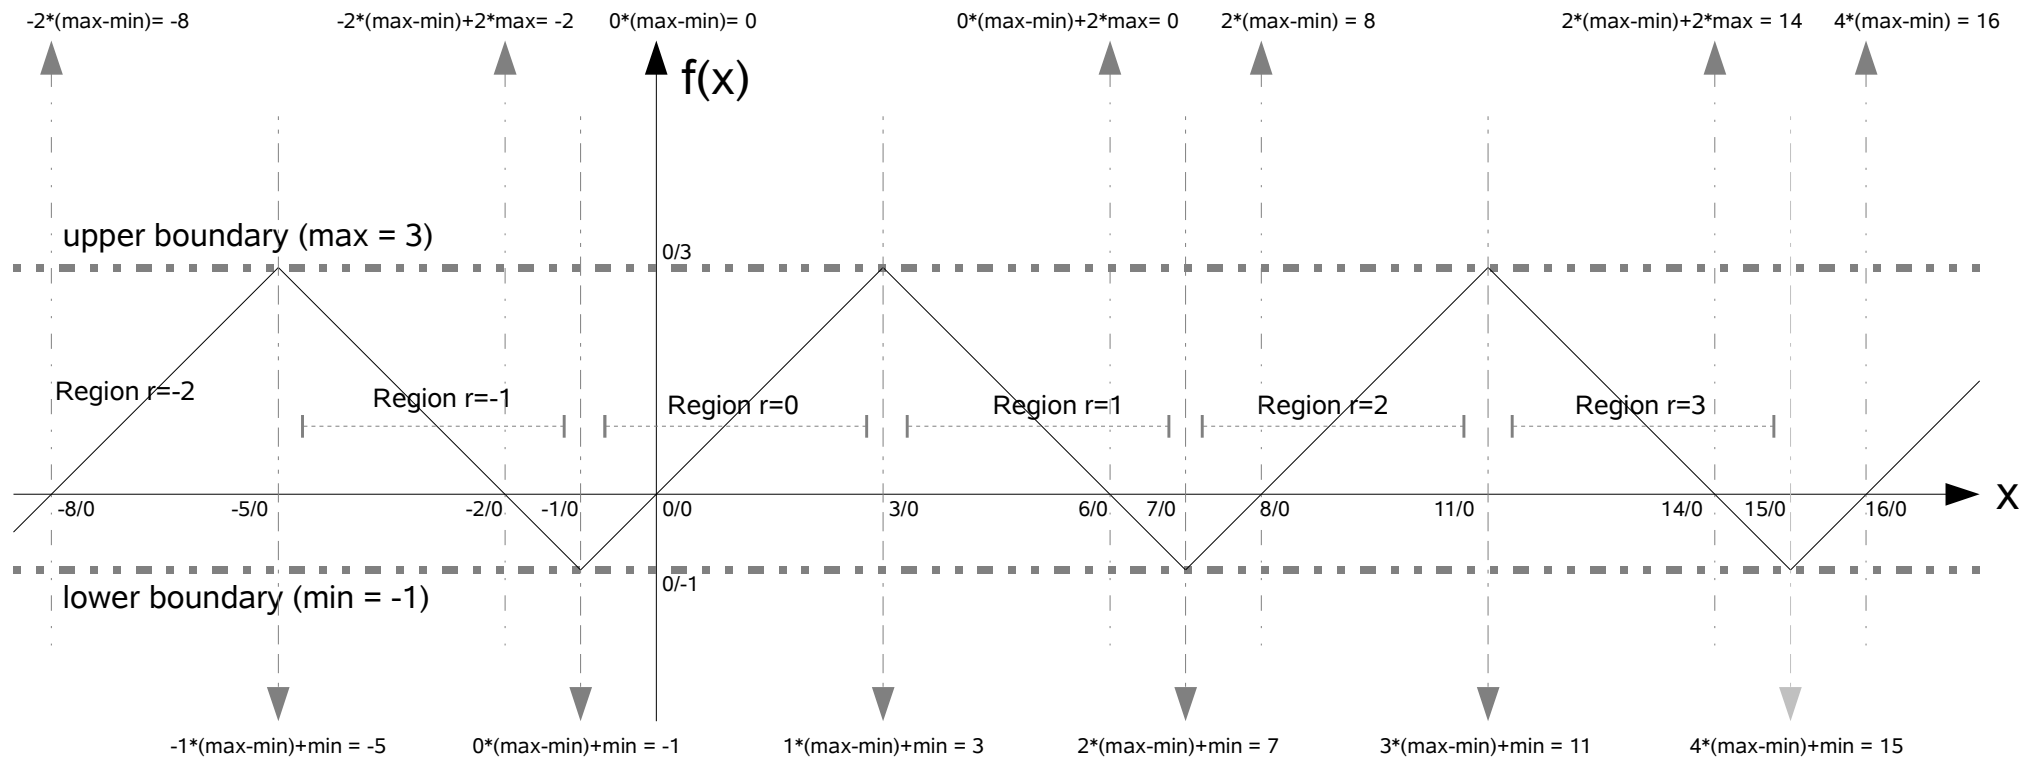 -2*(max-min)= -8
-2*(max-min)+2*max= -2
0*(max-min)= 0
0*(max-min)+2*max= 0
2*(max-min) = 8
2*(max-min)+2*max = 14
4*(max-min) = 16
f(x)
upper boundary (max = 3)
0/3
Region r=-2
Region r=-1
Region r=0
Region r=1
Region r=2
Region r=3
-8/0
-5/0
-2/0
-1/0
0/0
3/0
6/0
7/0
8/0
11/0
14/0
15/0
16/0
x
lower boundary (min = -1)
0/-1
-1*(max-min)+min = -5
0*(max-min)+min = -1
1*(max-min)+min = 3
2*(max-min)+min = 7
3*(max-min)+min = 11
4*(max-min)+min = 15